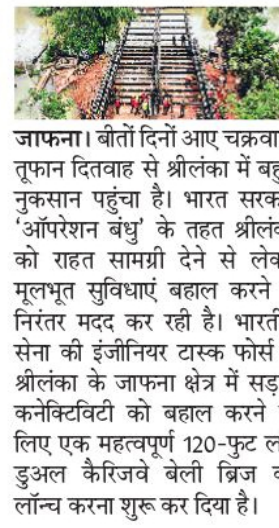 जाफना। बीतों दिनों आए चक्रवा
तूफान दितवाह से श्रीलंका में बहु
नुकसान पहुंचा है। भारत सरक
‘ऑपरेशन बंधु’ के तहत श्रीलंव
को राहत सामग्री देने से लेव
मूलभूत सुविधाएं बहाल करने
निरंतर मदद कर रही है। भारती
सेना की इंजीनियर टास्क फोर्स
श्रीलंका के जाफना क्षेत्र में सड़
कनेक्टिविटी को बहाल करने
लिए एक महत्वपूर्ण 120-फुट ल
डुअल कैरिजवे बेली ब्रिज व
लॉन्च करना शुरू कर दिया है।